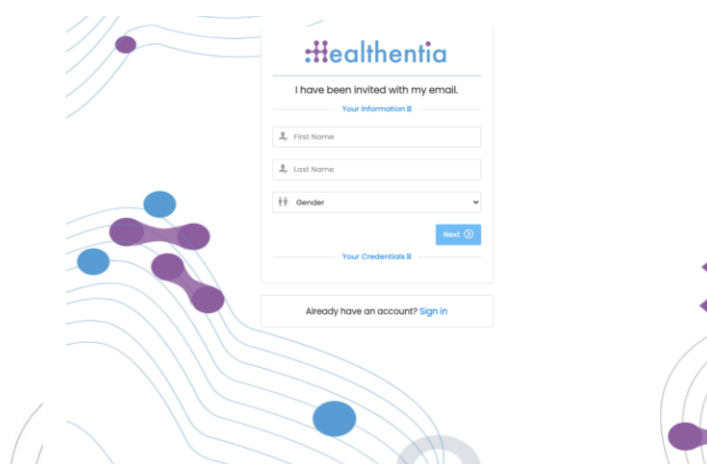 Healthentia
I have been invited with my email.
Your Information
First Name
Last Name
Gender
Next
Your Credentials
Already have an account? Sign in